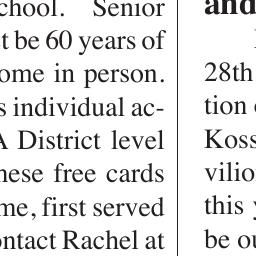 chool. Senior
t be 60 years of
ome in person.
s individual ac-
A District level
hese free cards
me, first served
ontact Rachel at
and
28th
tion
Koss
vilio
this
be ou